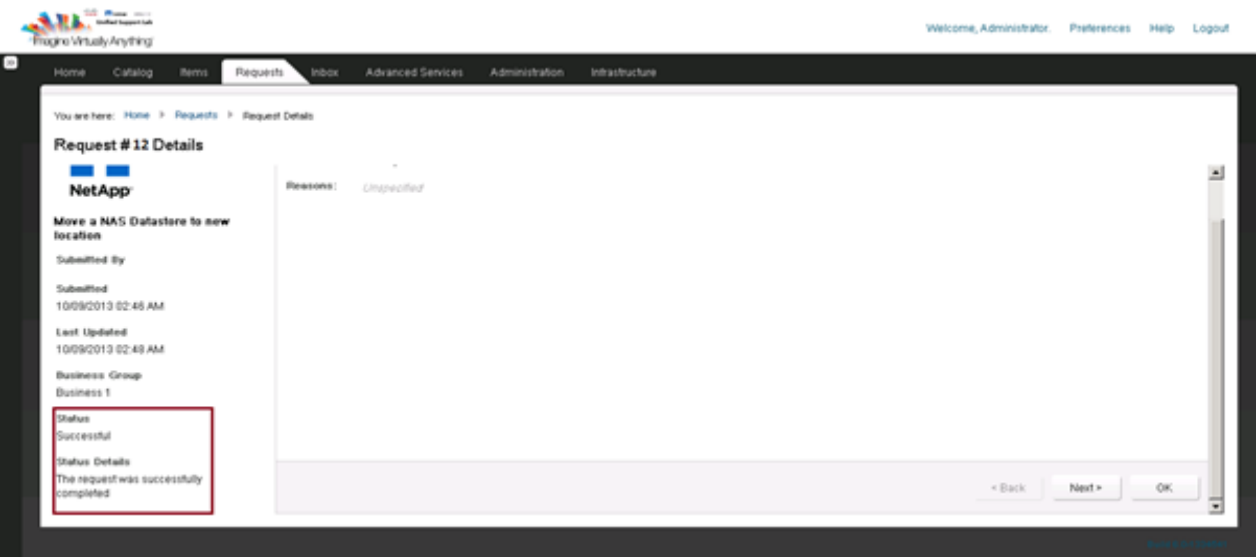 Unified Support Lab
Imagine Virtually Anything
Welcome, Administrator. Preferences Help Logout
Home Catalog Items Requests Inbox Advanced Services Administration Infrastructure
You are here: Home > Requests > Request Details
Request # 12 Details
NetApp
Reasons: Unspecified
Move a NAS Datastore to new
location
Submitted By
Submitted
10/09/2013 02:46 AM
Last Updated
10/09/2013 02:48 AM
Business Group
Business 1
Status
Successful
Status Details
The request was successfully
completed
< Back Next > OK